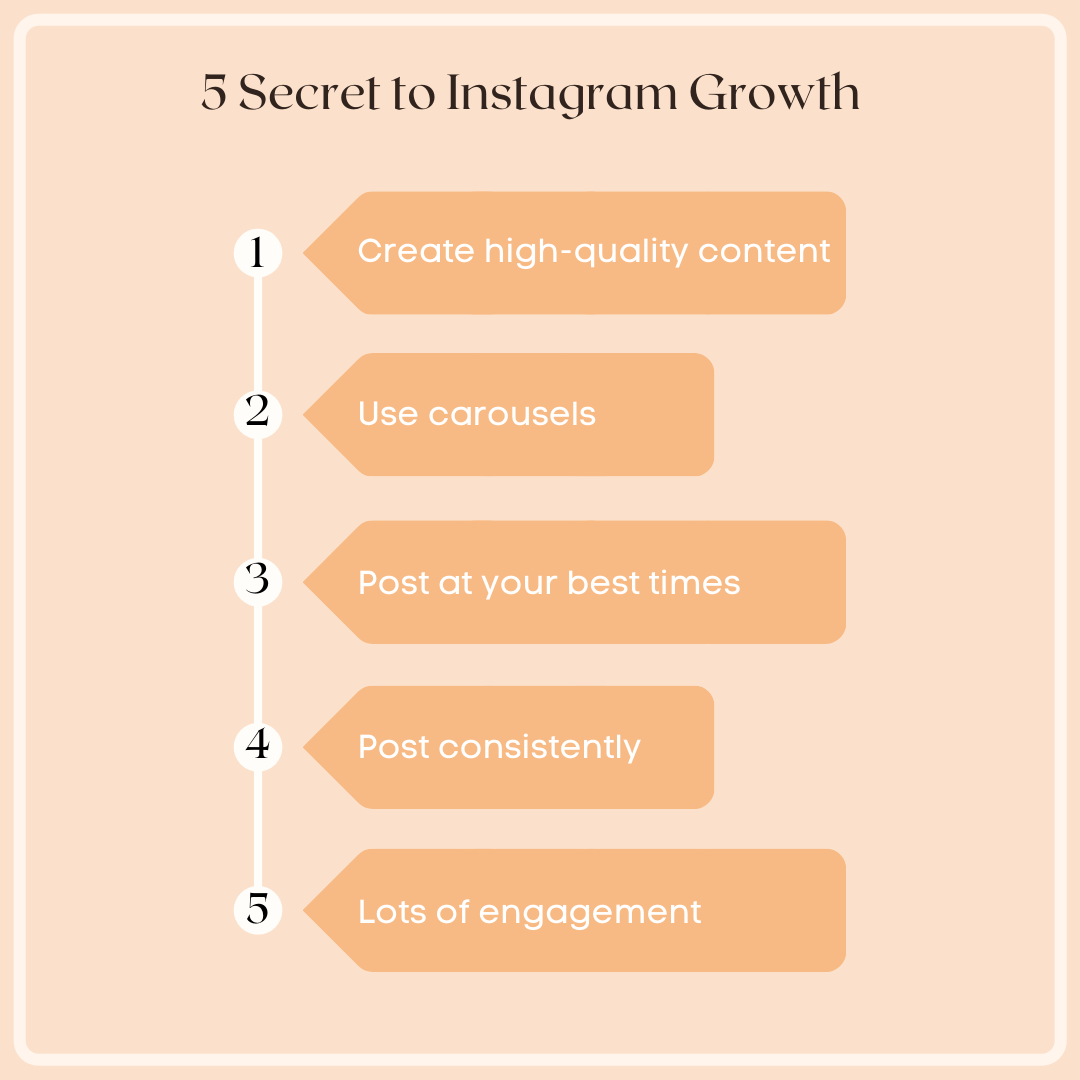 5 Secret to Instagram Growth
1
Create high-quality content
2
Use carousels
3
Post at your best times
4
Post consistently
5
Lots of engagement